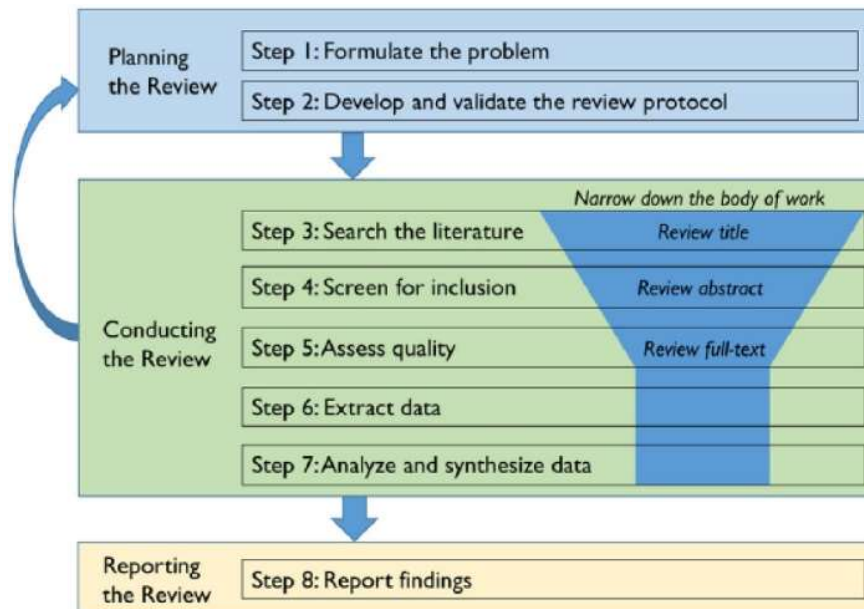 Planning
the Review
Step 1: Formulate the problem
Step 2: Develop and validate the review protocol
Conducting
the Review
Narrow down the body of work
Step 3: Search the literature
Review title
Step 4: Screen for inclusion
Review abstract
Step 5: Assess quality
Review full-text
Step 6: Extract data
Step 7: Analyze and synthesize data
Reporting
the Review
Step 8: Report findings